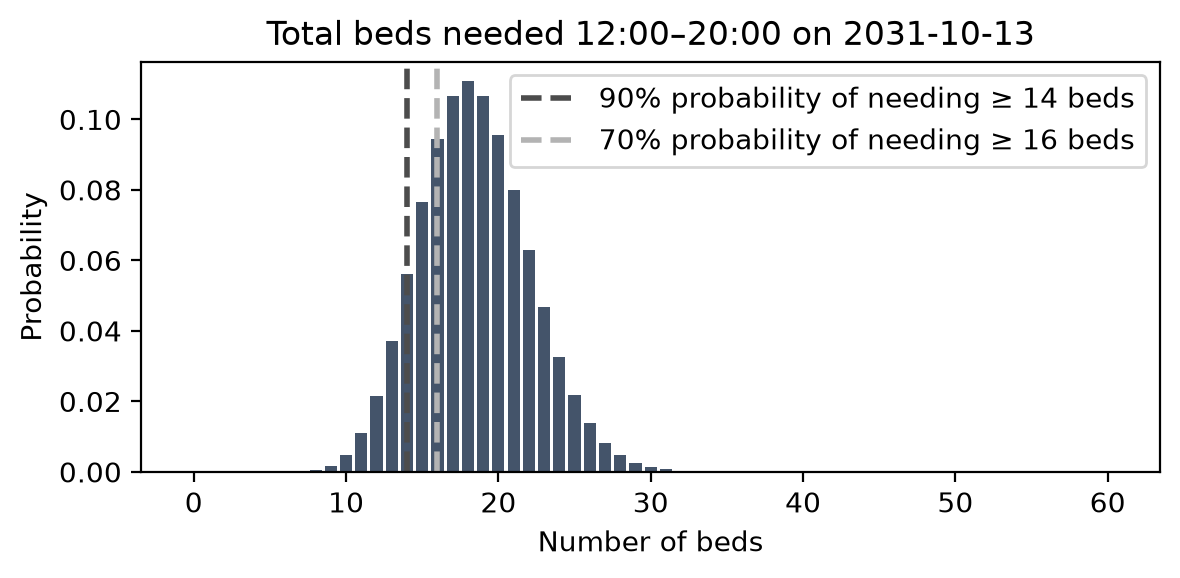 Total beds needed 12:00–20:00 on 2031-10-13
90% probability of needing ≥ 14 beds
70% probability of needing ≥ 16 beds
Probability
0.10
0.08
0.06
0.04
0.02
0.00
0 10 20 30 40 50 60
Number of beds